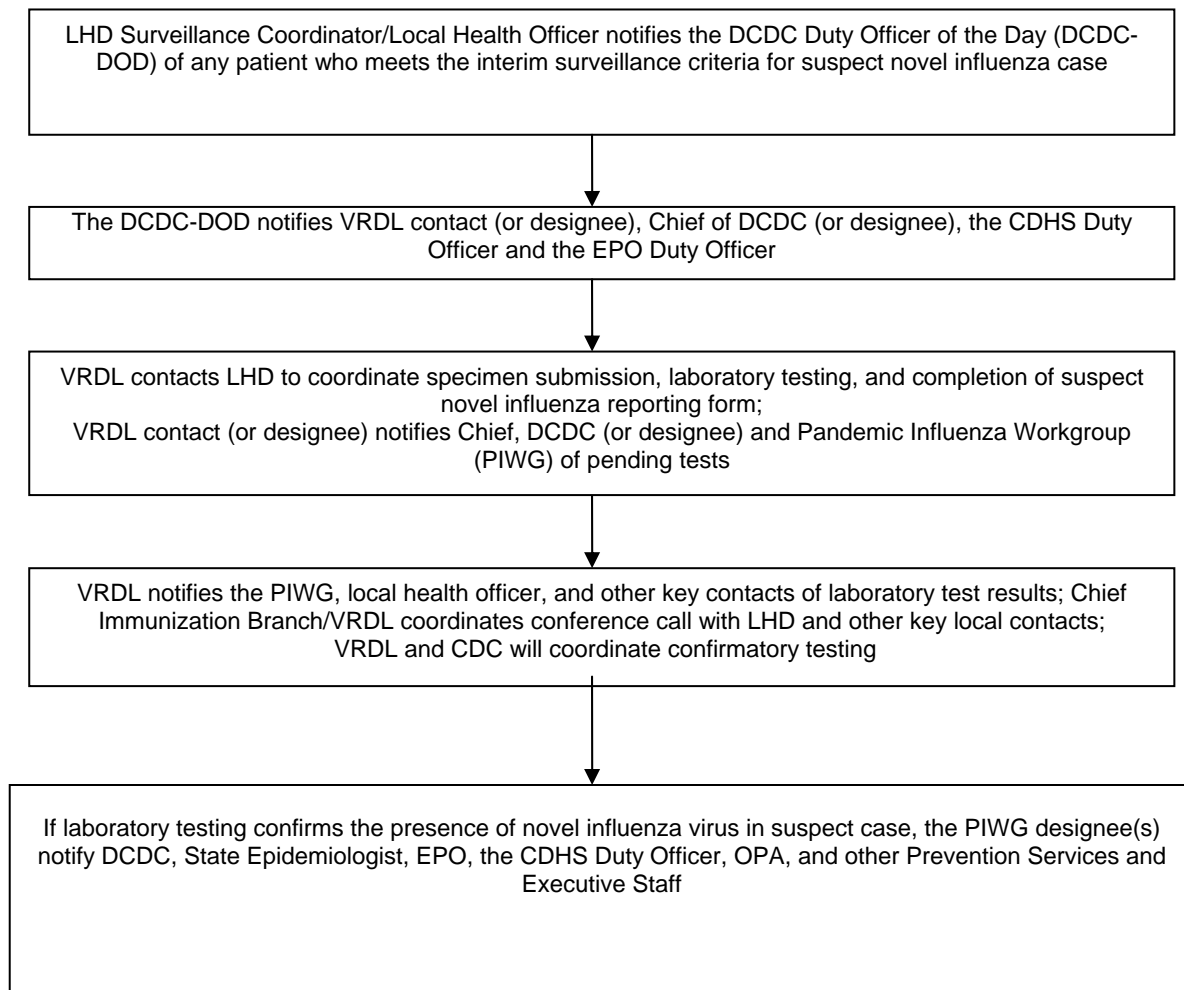 LHD Surveillance Coordinator/Local Health Officer notifies the DCDC Duty Officer of the Day (DCDC-
DOD) of any patient who meets the interim surveillance criteria for suspect novel influenza case
The DCDC-DOD notifies VRDL contact (or designee), Chief of DCDC (or designee), the CDHS Duty
Officer and the EPO Duty Officer
VRDL contacts LHD to coordinate specimen submission, laboratory testing, and completion of suspect
novel influenza reporting form;
VRDL contact (or designee) notifies Chief, DCDC (or designee) and Pandemic Influenza Workgroup
(PIWG) of pending tests
VRDL notifies the PIWG, local health officer, and other key contacts of laboratory test results; Chief
Immunization Branch/VRDL coordinates conference call with LHD and other key local contacts;
VRDL and CDC will coordinate confirmatory testing
If laboratory testing confirms the presence of novel influenza virus in suspect case, the PIWG designee(s)
notify DCDC, State Epidemiologist, EPO, the CDHS Duty Officer, OPA, and other Prevention Services and
Executive Staff